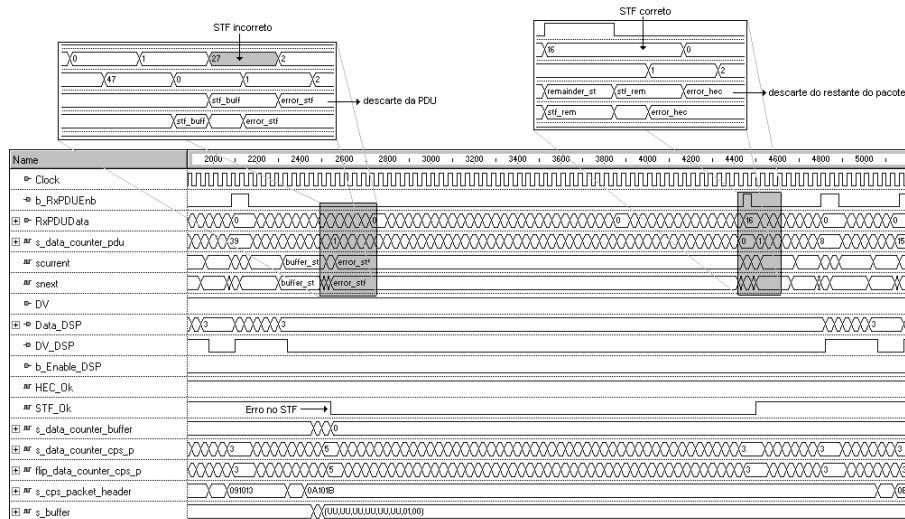 STF incorreto
0 1 27 2
47 0 1 2
stf_buff error_stf
descarte da PDU
stf_buff error_stf
STF correto
16 0
1 2
remainder_st stf_rem error_hec
descarte do restante do pacote
stf_rem error_hec
Name 2000 2200 2400 2600 2800 3000 3200 3400 3600 3800 4000 4200 4400 4600 4800 5000
Clock
b_RxPDUEnb
RxPDUData 0 0 0 16 0 0
s_data_counter_pdu 39 1 0 1 8 15
scurrent buffer_st error_st
snext buffer_st error_stf
DV
Data_DSP 3 3 3
DV_DSP
b_Enable_DSP
HEC_Ok
STF_Ok Erro no STF
s_data_counter_buffer 0
s_data_counter_cps_p 3 5 3 3 3
flip_data_counter_cps_p 3 5 3 3
s_cps_packet_header 091013 0A101B
s_buffer (UU,UU,UU,UU,UU,UU,01,00)